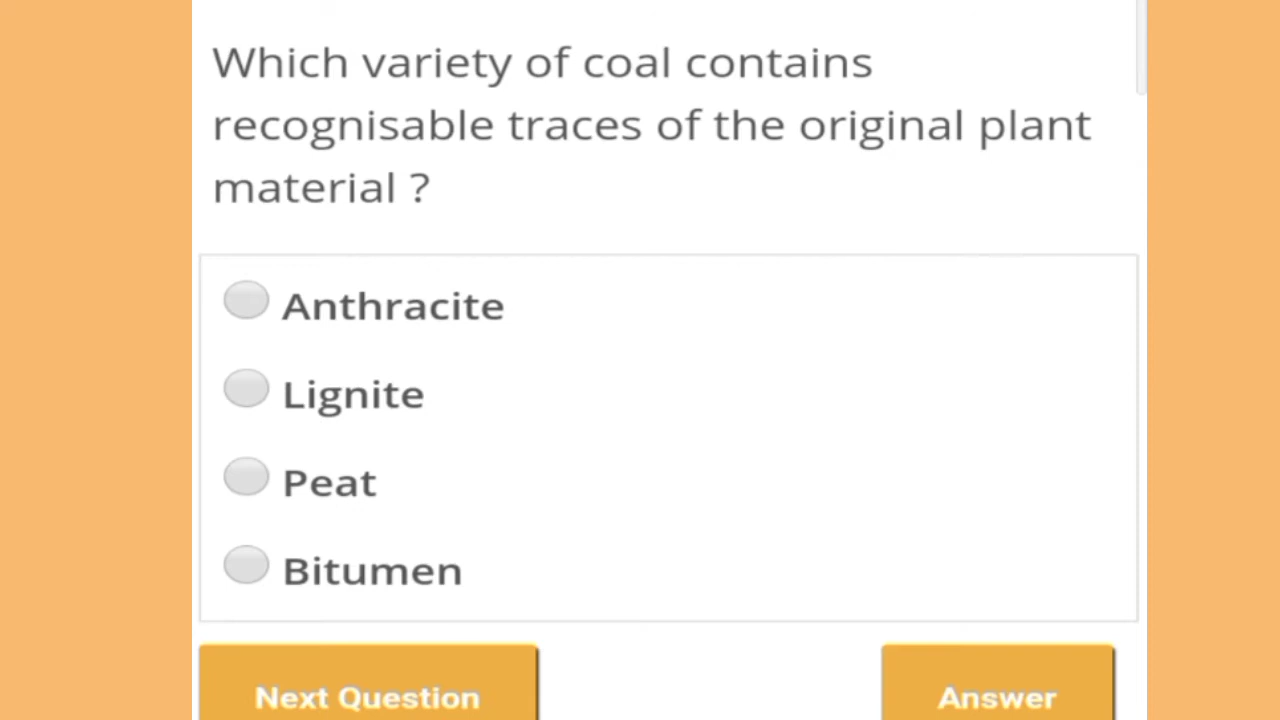 Which variety of coal contains
recognisable traces of the original plant
material ?
Anthracite
Lignite
Peat
Bitumen
Next Question
Answer